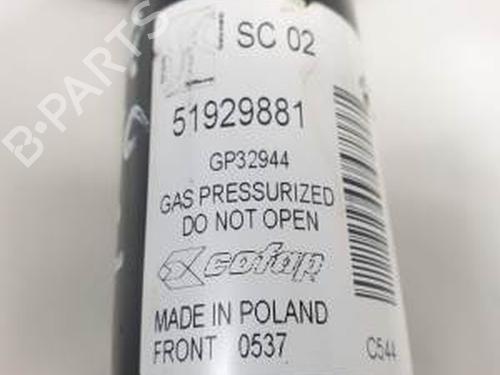 SC 02
51929881
GP32944
GAS PRESSURIZED
DO NOT OPEN
cofap
MADE IN POLAND
FRONT 0537
C544
B-PARTS